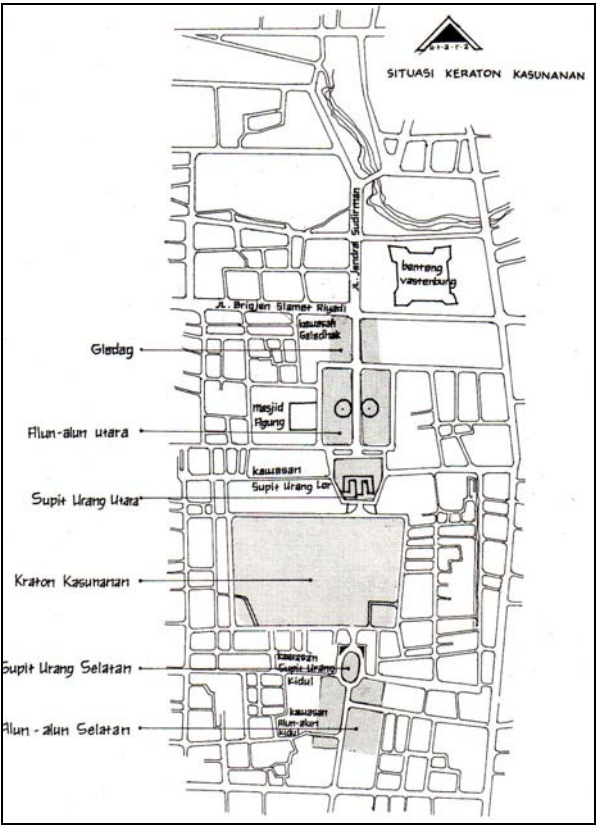 SITUASI KERATON KASUNANAN
Jl. Jendral Sudirman
benteng
vastenburg
JL. Brigjen Slamet Riyadi
kawasan
Galadhak
Gladag
masjid
Agung
Alun-alun utara
kawasan
Supit Urang Lor
Supit Urang Utara
Kraton Kasunanan
kawasan
Supit Urang
Kidul
Supit Urang Selatan
kawasan
Alun-alun
kidul
Alun-alun Selatan